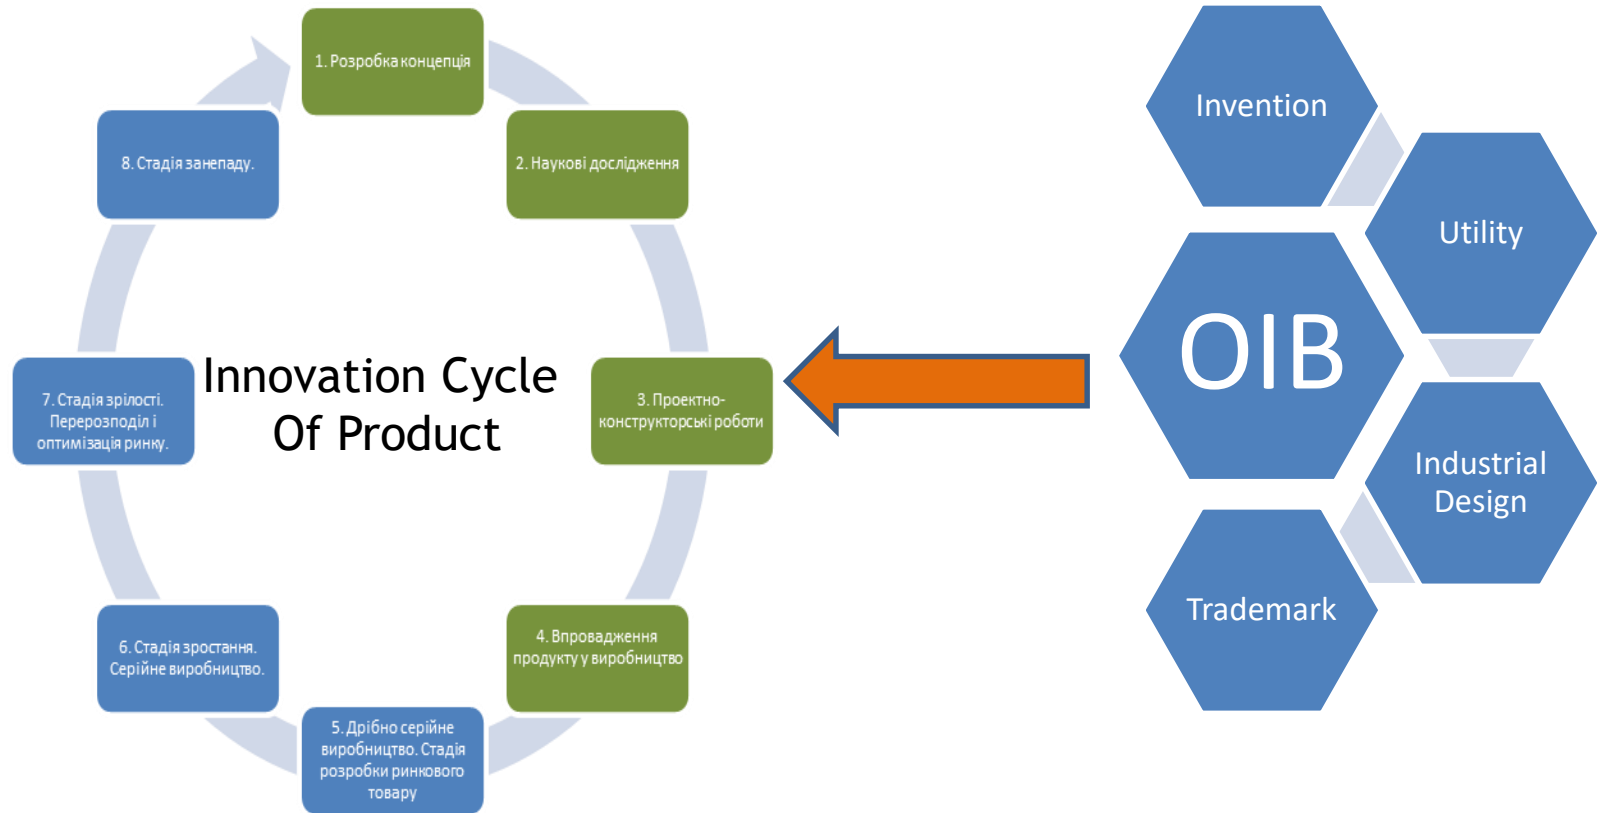 1. Розробка концепція
2. Наукові дослідження
3. Проектно-
конструкторські роботи
4. Впровадження
продукту у виробництво
5. Дрібно серійне
виробництво. Стадія
розробки ринкового
товару
6. Стадія зростання.
Серійне виробництво.
7. Стадія зрілості.
Перерозподіл і
оптимізація ринку.
8. Стадія занепаду.
Innovation Cycle
Of Product
Invention
Utility
OIB
Industrial
Design
Trademark